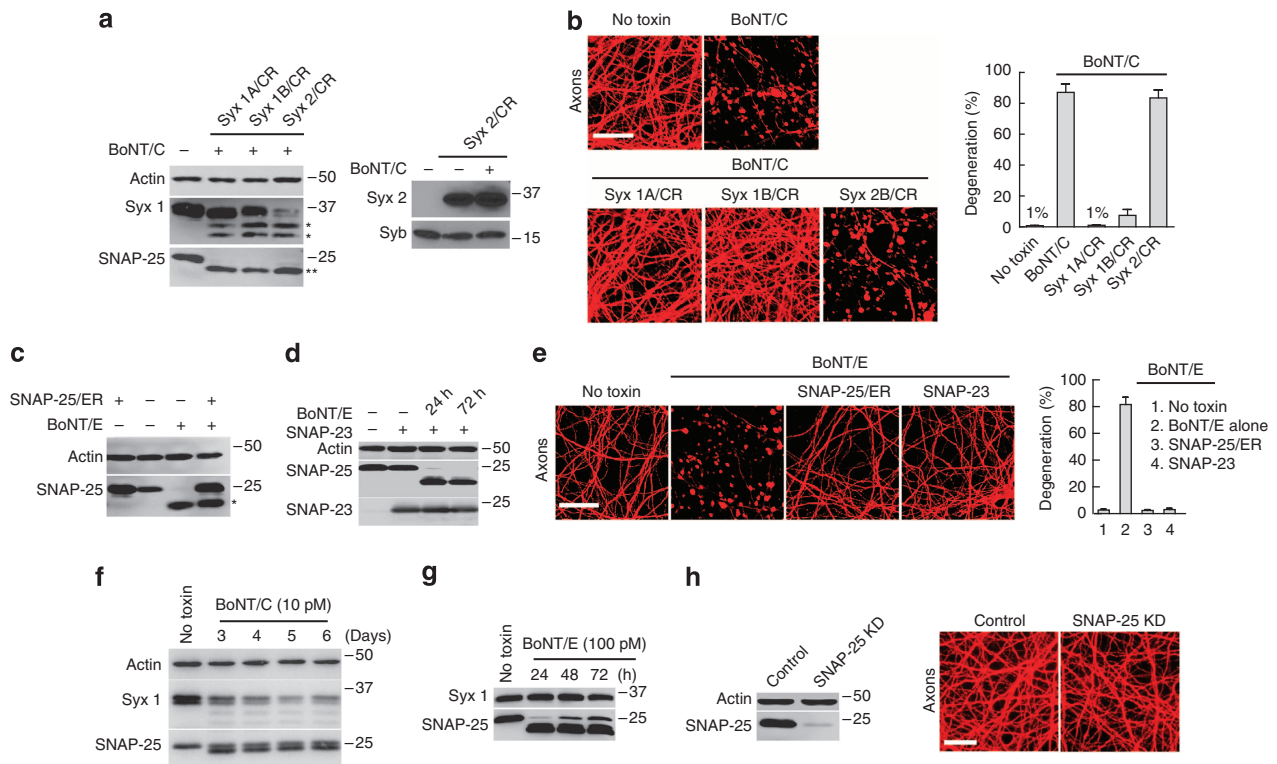 a
Syx 1A/CR
Syx 1B/CR
Syx 2/CR
BoNT/C – + + +
Actin –50
Syx 1 –37
*
*
SNAP-25 –25
**
Syx 2/CR
BoNT/C – – +
Syx 2 –37
Syb –15
b
No toxin BoNT/C
Axons
BoNT/C
Syx 1A/CR Syx 1B/CR Syx 2B/CR
BoNT/C
Degeneration (%)
100
80
60
40
20
0
1% 1%
No toxin
BoNT/C
Syx 1A/CR
Syx 1B/CR
Syx 2/CR
c
SNAP-25/ER + – – +
BoNT/E – – + +
Actin –50
SNAP-25 –25
*
d
24 h 72 h
BoNT/E – – + +
SNAP-23 – + + +
Actin –50
SNAP-25 –25
SNAP-23 –25
e
BoNT/E
No toxin SNAP-25/ER SNAP-23
Axons
BoNT/E
Degeneration (%)
100
80
60
40
20
0
1 2 3 4
1. No toxin
2. BoNT/E alone
3. SNAP-25/ER
4. SNAP-23
f
No toxin
BoNT/C (10 pM)
3 4 5 6 (Days)
Actin –50
Syx 1 –37
SNAP-25 –25
g
No toxin
BoNT/E (100 pM)
24 48 72 (h)
Syx 1 –37
SNAP-25 –25
h
Control
SNAP-25 KD
Actin –50
SNAP-25 –25
Control SNAP-25 KD
Axons